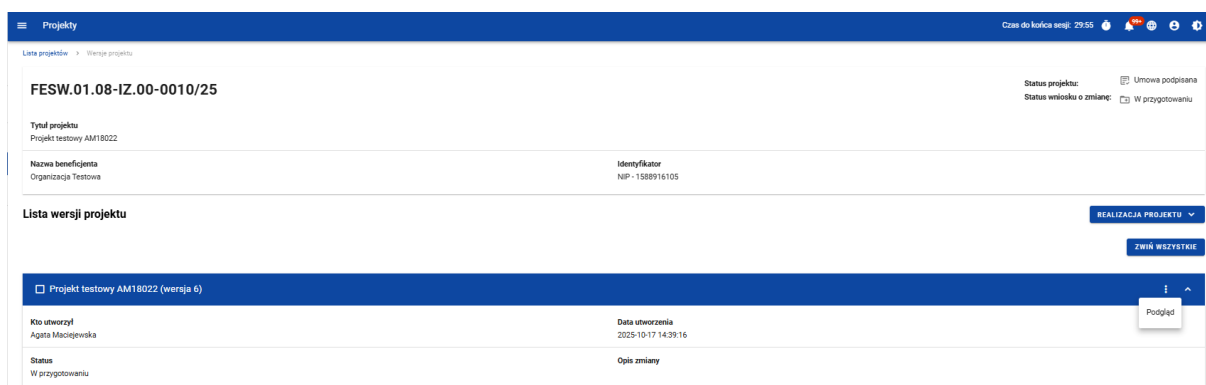 Projekty
Czas do końca sesji: 29:55
99+
Lista projektów > Wersje projektu
FESW.01.08-IZ.00-0010/25
Status projektu: Umowa podpisana
Status wniosku o zmianę: W przygotowaniu
Tytuł projektu
Projekt testowy AM18022
Nazwa beneficjenta Identyfikator
Organizacja Testowa NIP - 1588916105
Lista wersji projektu
REALIZACJA PROJEKTU
ZWIŃ WSZYSTKIE
Projekt testowy AM18022 (wersja 6)
Podgląd
Kto utworzył Data utworzenia
Agata Maciejewska 2025-10-17 14:39:16
Status Opis zmiany
W przygotowaniu